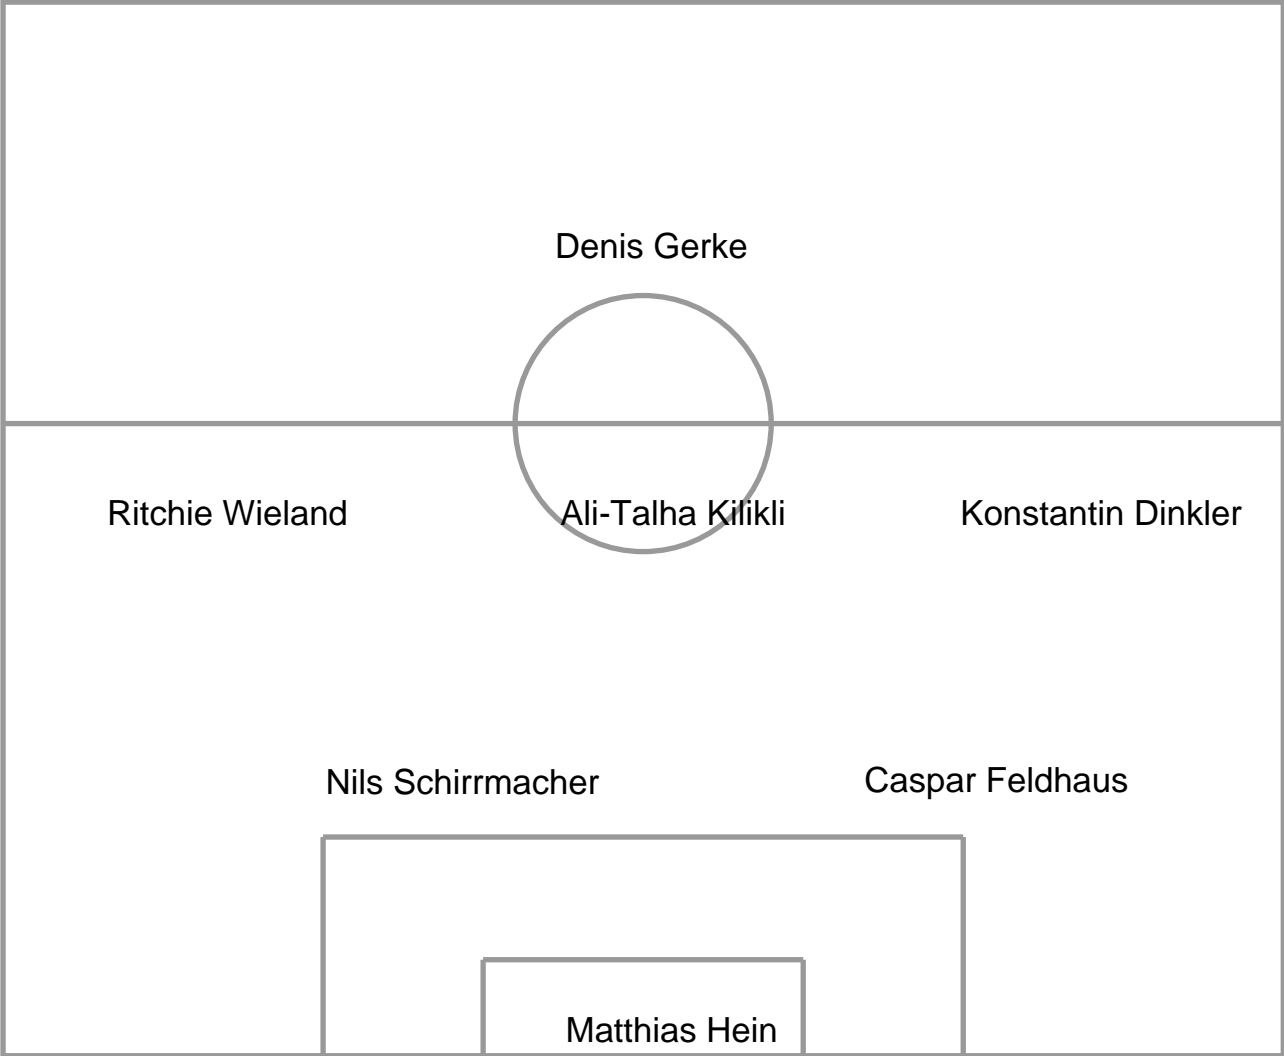 Denis Gerke
Ritchie Wieland
Ali-Talha Kilikli
Konstantin Dinkler
Nils Schirrmacher
Caspar Feldhaus
Matthias Hein